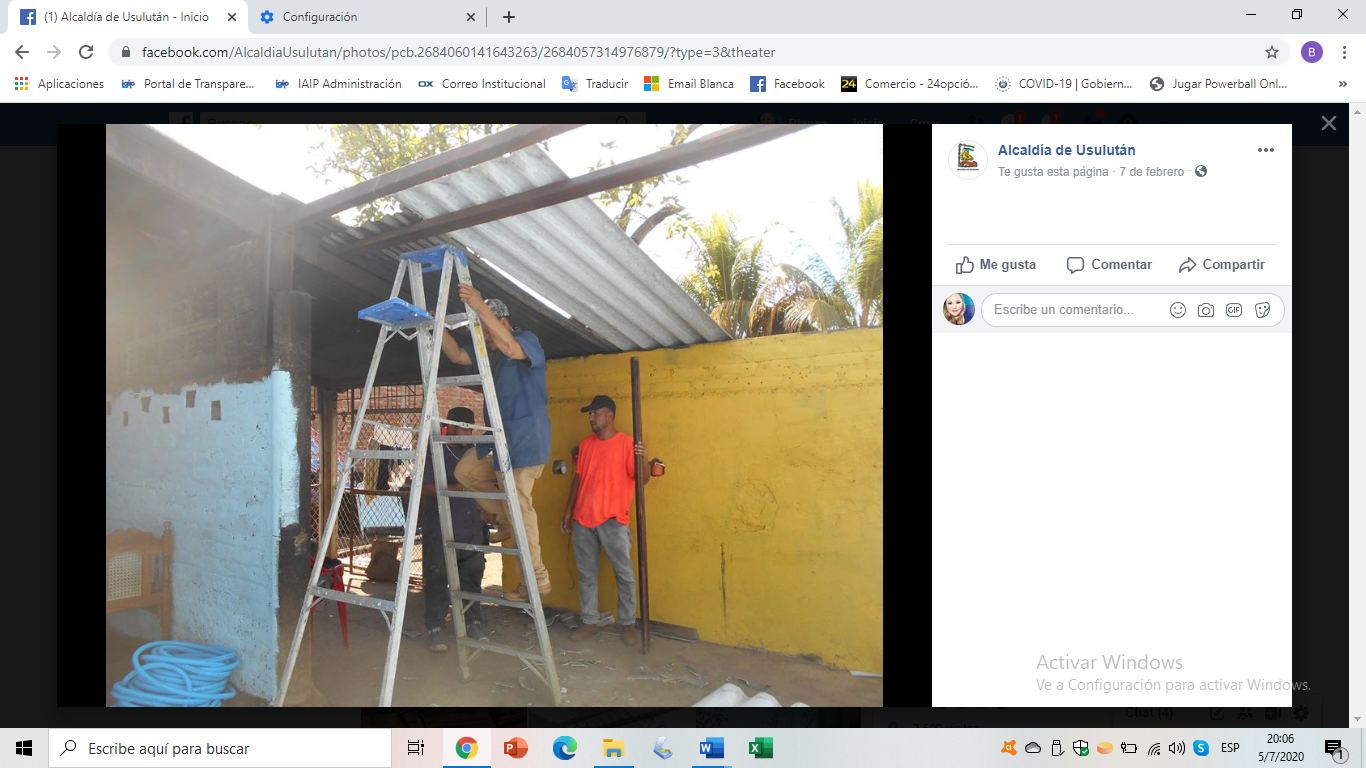 (1) Alcaldía de Usulután - Inicio
Configuración
facebook.com/AlcaldiaUsulutan/photos/pcb.2684060141643263/2684057314976879/?type=3&theater
B
Aplicaciones
Portal de Transpare...
IAIP Administración
Correo Institucional
Traducir
Email Blanca
Facebook
24 Comercio - 24opció...
COVID-19 | Gobiern...
Jugar Powerball Onl...
Alcaldía de Usulután
Te gusta esta página · 7 de febrero ·
Me gusta
Comentar
Compartir
Escribe un comentario...
GIF
Activar Windows
Ve a Configuración para activar Windows.
Chat (4)
Escribe aquí para buscar
ESP
20:06
5/7/2020
1